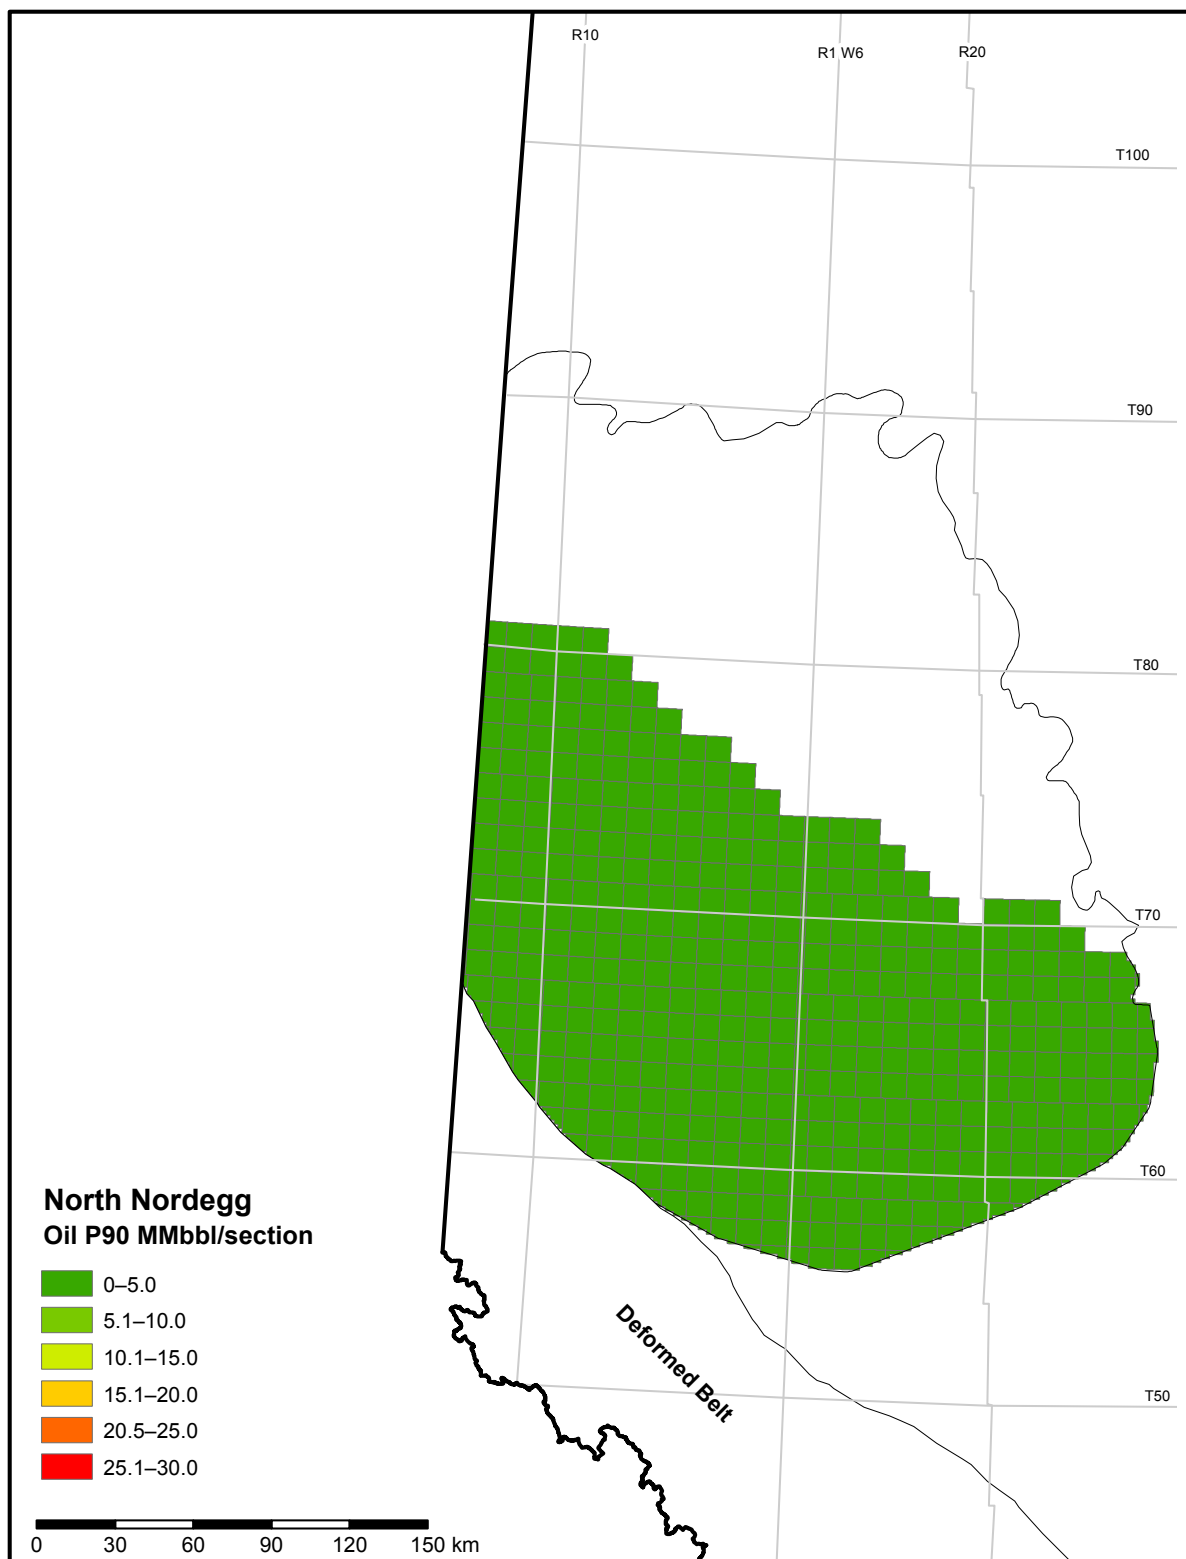 R10
R1 W6
R20
T100
T90
T80
T70
T60
T50
Deformed Belt
North Nordegg
Oil P90 MMbbl/section
0–5.0
5.1–10.0
10.1–15.0
15.1–20.0
20.5–25.0
25.1–30.0
0 30 60 90 120 150 km